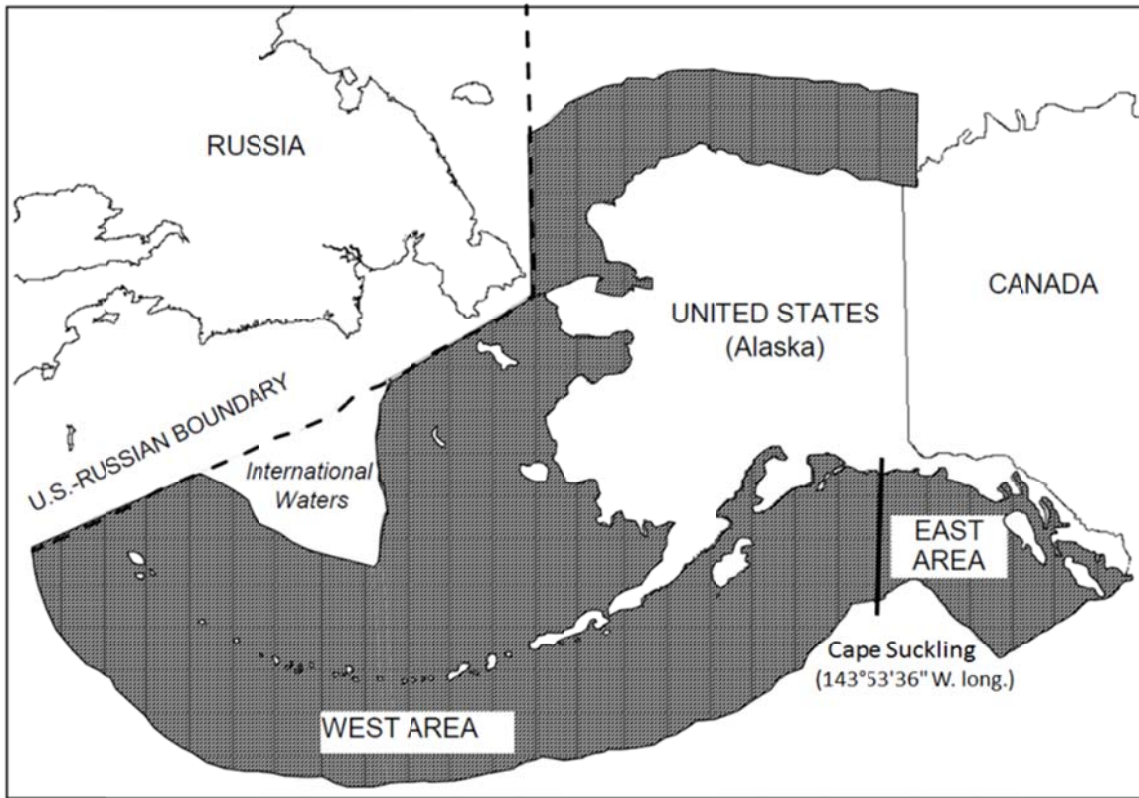 RUSSIA
CANADA
UNITED STATES
(Alaska)
U.S.-RUSSIAN BOUNDARY
International
Waters
EAST
AREA
Cape Suckling
(143°53'36" W. long.)
WEST AREA